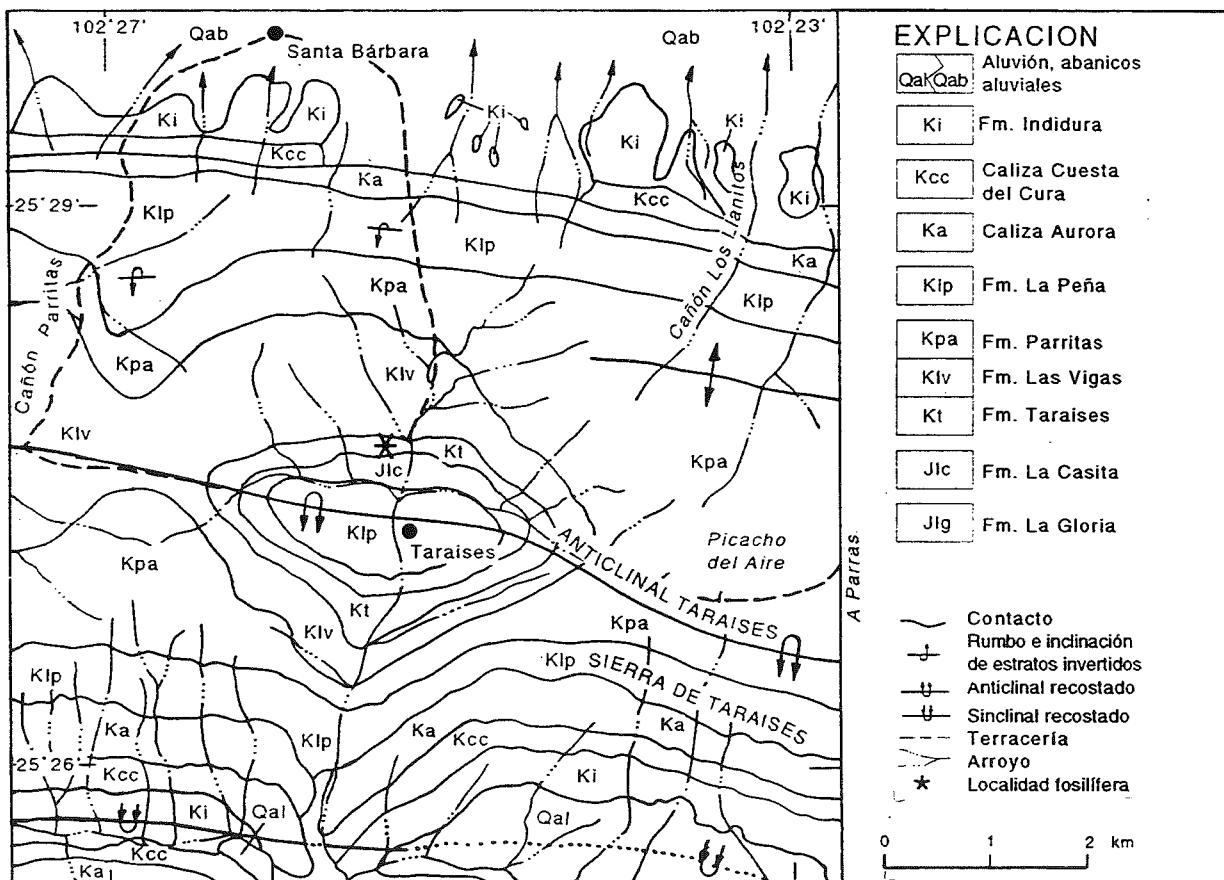 102°27'
Qab
Santa Bárbara
Qab
102°23'
Ki
Ki
Ki
Ki
Ki
Ki
Kcc
Ka
Kcc
25°29'
Klp
Klp
Ka
Klp
Kpa
Kpa
Cañón Parritas
Cañón Los Llanitos
Klv
Klv
Kt
Jlc
Kpa
Klp
Taraises
ANTICLINAL TARAISES
Picacho
del Aire
A Parras.
Kpa
Kt
Klv
Kpa
Klp
SIERRA DE TARAISES
Klp
Ka
Klp
Ka
Kcc
Ka
25°26'
Kcc
Ki
Ki
Qal
Qal
Kcc
Ka
EXPLICACION
Qal Qab
Aluvión, abanicos
aluviales
Ki Fm. Indidura
Kcc Caliza Cuesta
del Cura
Ka Caliza Aurora
Klp Fm. La Peña
Kpa Fm. Parritas
Klv Fm. Las Vigas
Kt Fm. Taraises
Jlc Fm. La Casita
Jlg Fm. La Gloria
Contacto
Rumbo e inclinación
de estratos invertidos
Anticlinal recostado
Sinclinal recostado
Terracería
Arroyo
Localidad fosilífera
0 1 2 km